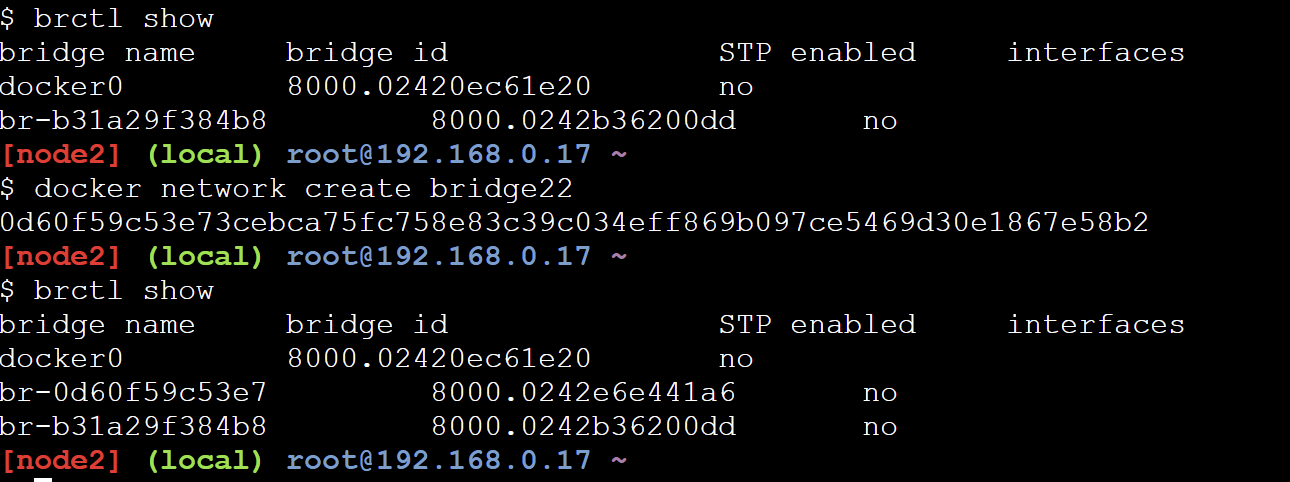 $ brctl show
bridge name     bridge id               STP enabled     interfaces
docker0         8000.02420ec61e20       no
br-b31a29f384b8         8000.0242b36200dd       no
[node2] (local) root@192.168.0.17 ~
$ docker network create bridge22
0d60f59c53e73cebca75fc758e83c39c034eff869b097ce5469d30e1867e58b2
[node2] (local) root@192.168.0.17 ~
$ brctl show
bridge name     bridge id               STP enabled     interfaces
docker0         8000.02420ec61e20       no
br-0d60f59c53e7         8000.0242e6e441a6       no
br-b31a29f384b8         8000.0242b36200dd       no
[node2] (local) root@192.168.0.17 ~